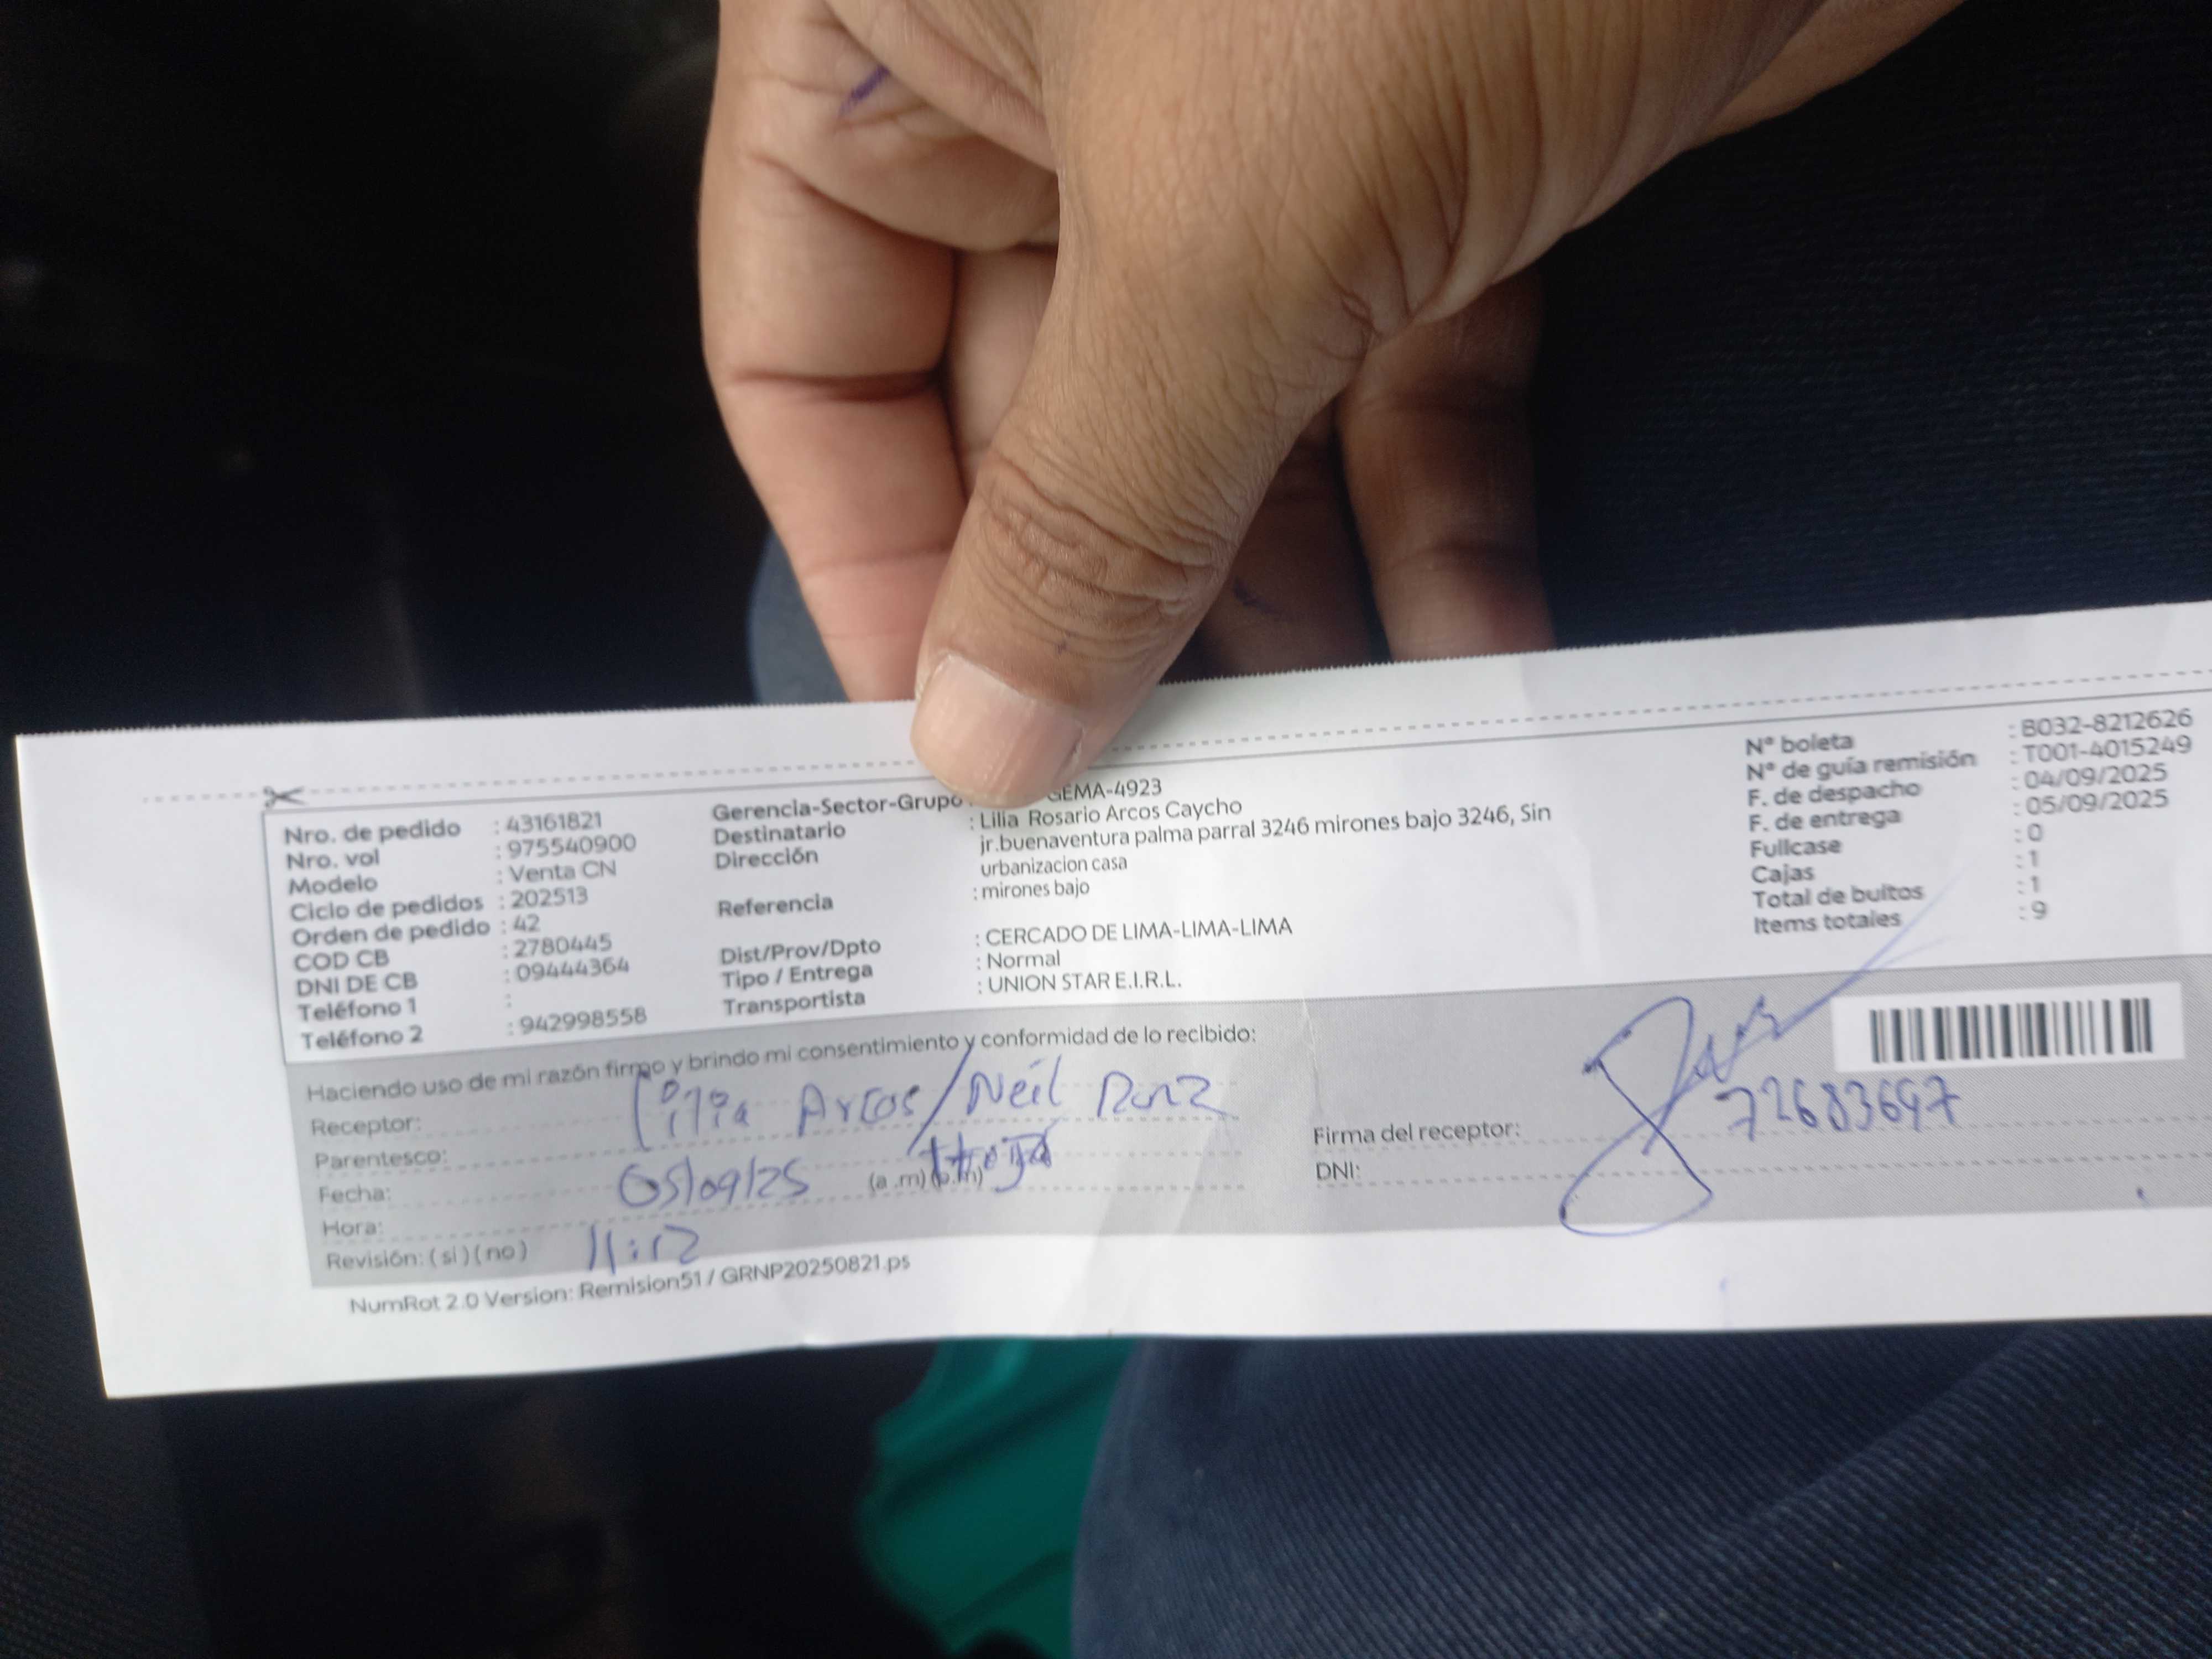 Nro. de pedido : 43161821
Nro. vol : 975540900
Modelo : Venta CN
Ciclo de pedidos : 202513
Orden de pedido : 42
COD CB : 2780445
DNI DE CB : 09444364
Teléfono 1 :
Teléfono 2 : 942998558
Gerencia-Sector-Grupo : GEMA-4923
Destinatario : Lilia Rosario Arcos Caycho
Dirección jr.buenaventura palma parral 3246 mirones bajo 3246, Sin
urbanizacion casa
Referencia : mirones bajo
Dist/Prov/Dpto : CERCADO DE LIMA-LIMA-LIMA
Tipo / Entrega : Normal
Transportista : UNION STAR E.I.R.L.
Nº boleta : B032-8212626
Nº de guía remisión : T001-4015249
F. de despacho : 04/09/2025
F. de entrega : 05/09/2025
Fullcase : 0
Cajas : 1
Total de bultos : 1
Items totales : 9
Haciendo uso de mi razón firmo y brindo mi consentimiento y conformidad de lo recibido:
Receptor: Lilia Arcos / Neil
Parentesco:
Fecha: 05/09/25 (a.m) (p.m)
Hora: 11:12
Revisión: ( si ) ( no )
Firma del receptor:
DNI: 72683697
NumRot 2.0 Version: Remision51 / GRNP20250821.ps